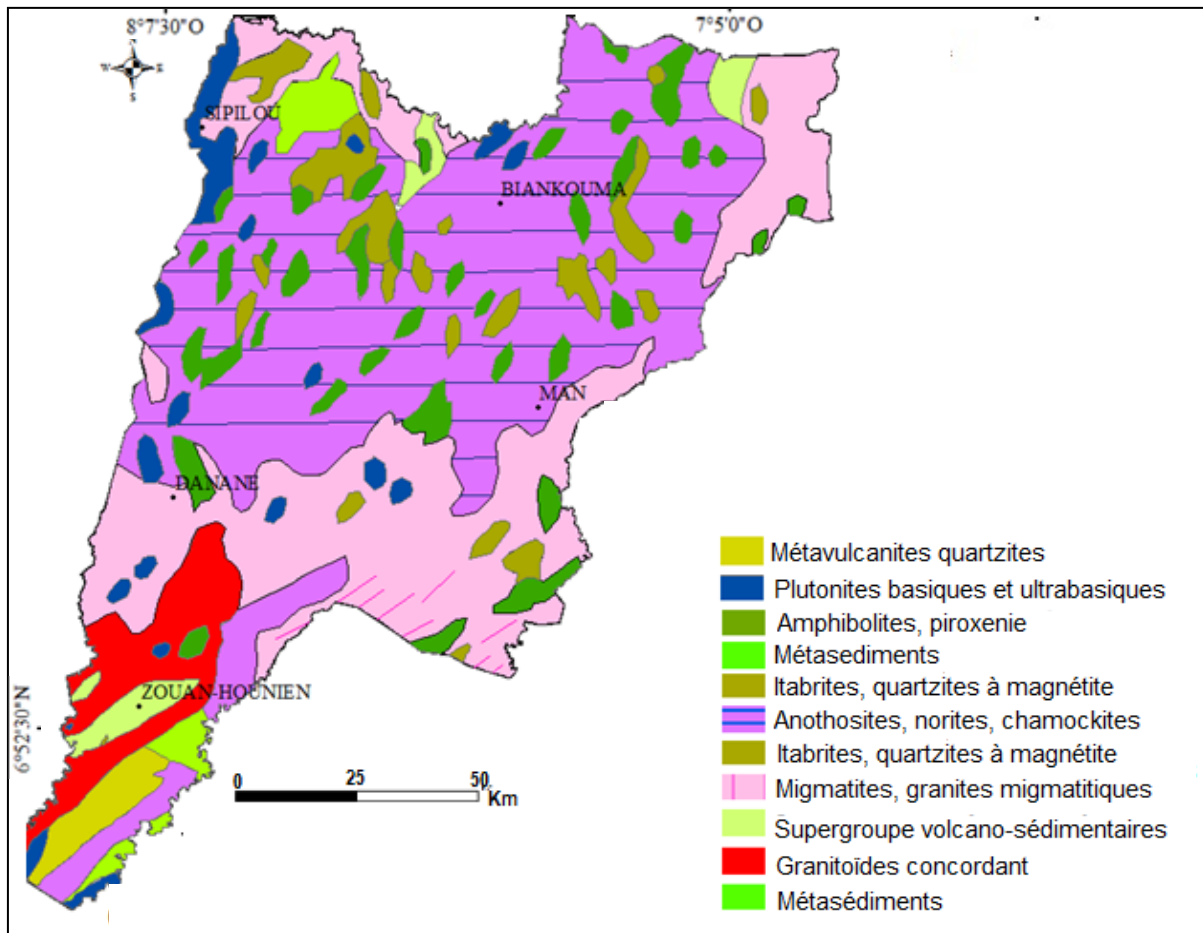 8°7'30"O
7°5'0"O
W E
S
SIPILOU
BIANKOUMA
MAN
DANANE
ZOUAN-HOUNIEN
6°52'30"N
0 25 50
Km
Métavulcanites quartzites
Plutonites basiques et ultrabasiques
Amphibolites, piroxenie
Métasediments
Itabrites, quartzites à magnétite
Anothosites, norites, chamockites
Itabrites, quartzites à magnétite
Migmatites, granites migmatitiques
Supergroupe volcano-sédimentaires
Granitoïdes concordant
Métasédiments